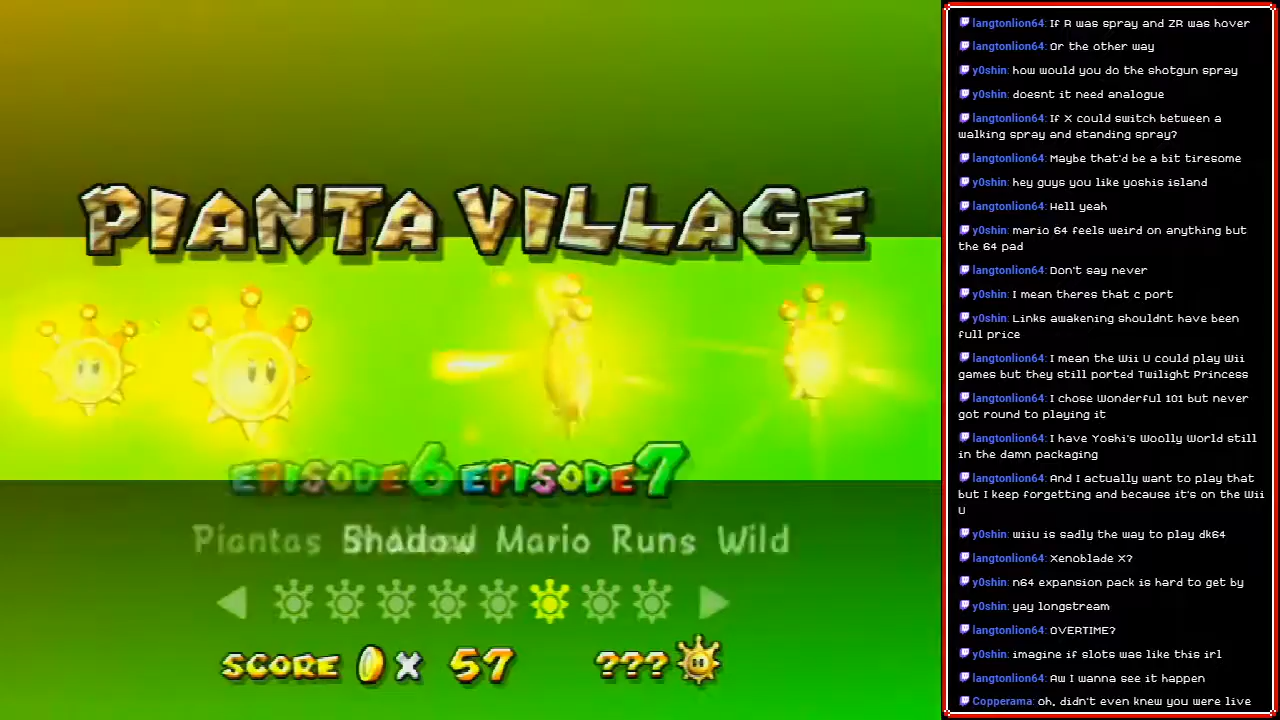 PIANTA VILLAGE
EPISODE 6 EPISODE 7
Piantas Shadow Mario Runs Wild
SCORE x 57 ???
langtonlion64: If R was spray and ZR was hover
langtonlion64: Or the other way
y0shin: how would you do the shotgun spray
y0shin: doesnt it need analogue
langtonlion64: If X could switch between a
walking spray and standing spray?
langtonlion64: Maybe that'd be a bit tiresome
y0shin: hey guys you like yoshis island
langtonlion64: Hell yeah
y0shin: mario 64 feels weird on anything but
the 64 pad
langtonlion64: Don't say never
y0shin: I mean theres that c port
y0shin: Links awakening shouldnt have been
full price
langtonlion64: I mean the Wii U could play Wii
games but they still ported Twilight Princess
langtonlion64: I chose Wonderful 101 but never
got round to playing it
langtonlion64: I have Yoshi's Woolly World still
in the damn packaging
langtonlion64: And I actually want to play that
but I keep forgetting and because it's on the Wii
U
y0shin: wiiu is sadly the way to play dk64
langtonlion64: Xenoblade X?
y0shin: n64 expansion pack is hard to get by
y0shin: yay longstream
langtonlion64: OVERTIME?
y0shin: imagine if slots was like this irl
langtonlion64: Aw I wanna see it happen
Copperama: oh, didn't even knew you were live